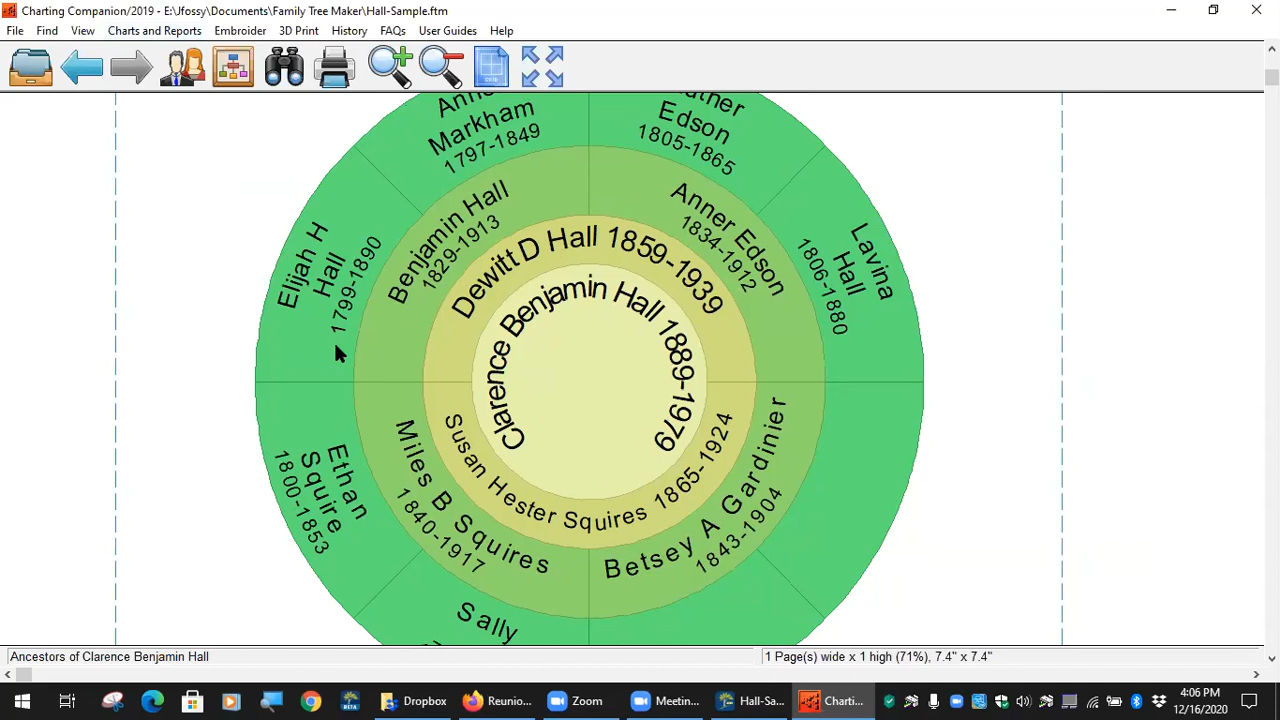 Charting Companion/2019 - E:\Jfossy\Documents\Family Tree Maker\Hall-Sample.ftm
File Find View Charts and Reports Embroider 3D Print History FAQs User Guides Help
Markham
1797-1849
Edson
1805-1865
Elijah H
Hall
1799-1890
Benjamin Hall
1829-1913
Anner Edson
1834-1912
Lavina
Hall
1806-1880
Dewitt D Hall 1859-1939
Clarence Benjamin Hall 1889-1979
Susan Hester Squires 1865-1924
Ethan
Squire
1800-1853
Miles B Squires
1840-1917
Betsey A Gardinier
1843-1904
Sally
Ancestors of Clarence Benjamin Hall
1 Page(s) wide x 1 high (71%), 7.4" x 7.4"
BETA Dropbox Reunio... Zoom Meetin... Hall-Sa... Charti...
4:06 PM
12/16/2020